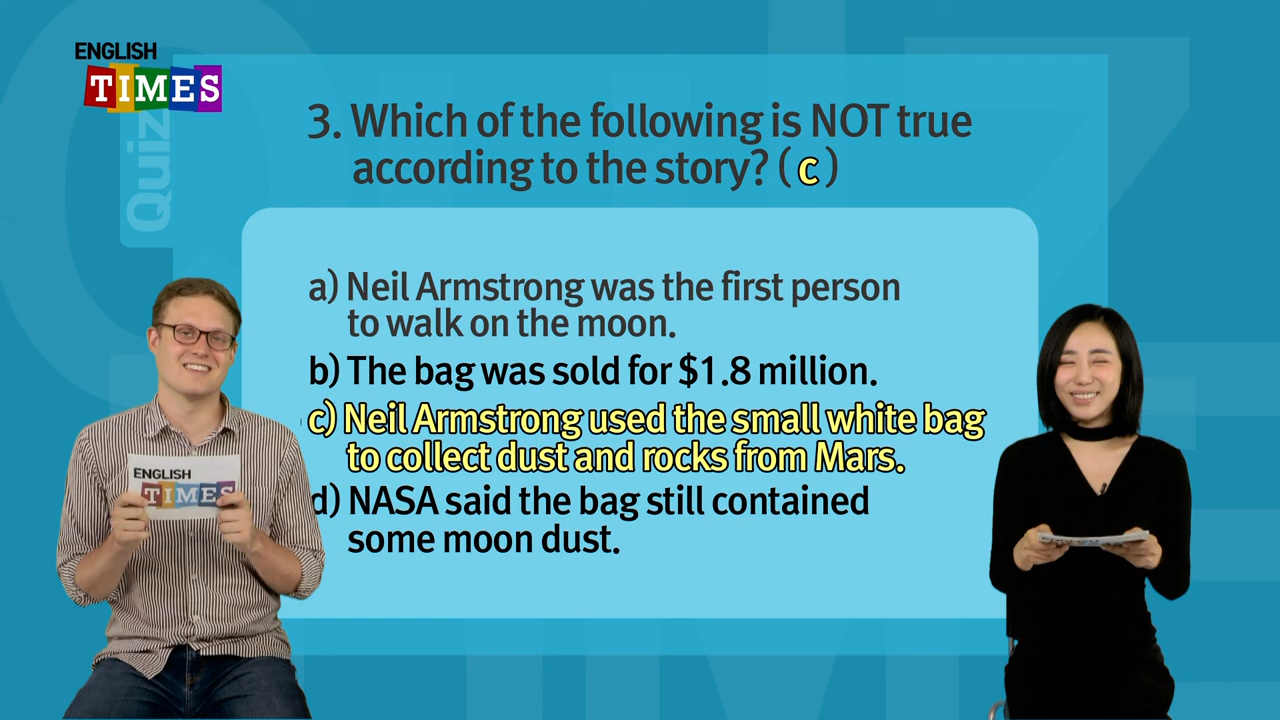 ENGLISH
TIMES
Quiz
3. Which of the following is NOT true
according to the story? ( c )
a) Neil Armstrong was the first person
to walk on the moon.
b) The bag was sold for $1.8 million.
c) Neil Armstrong used the small white bag
to collect dust and rocks from Mars.
d) NASA said the bag still contained
some moon dust.
ENGLISH
TIMES